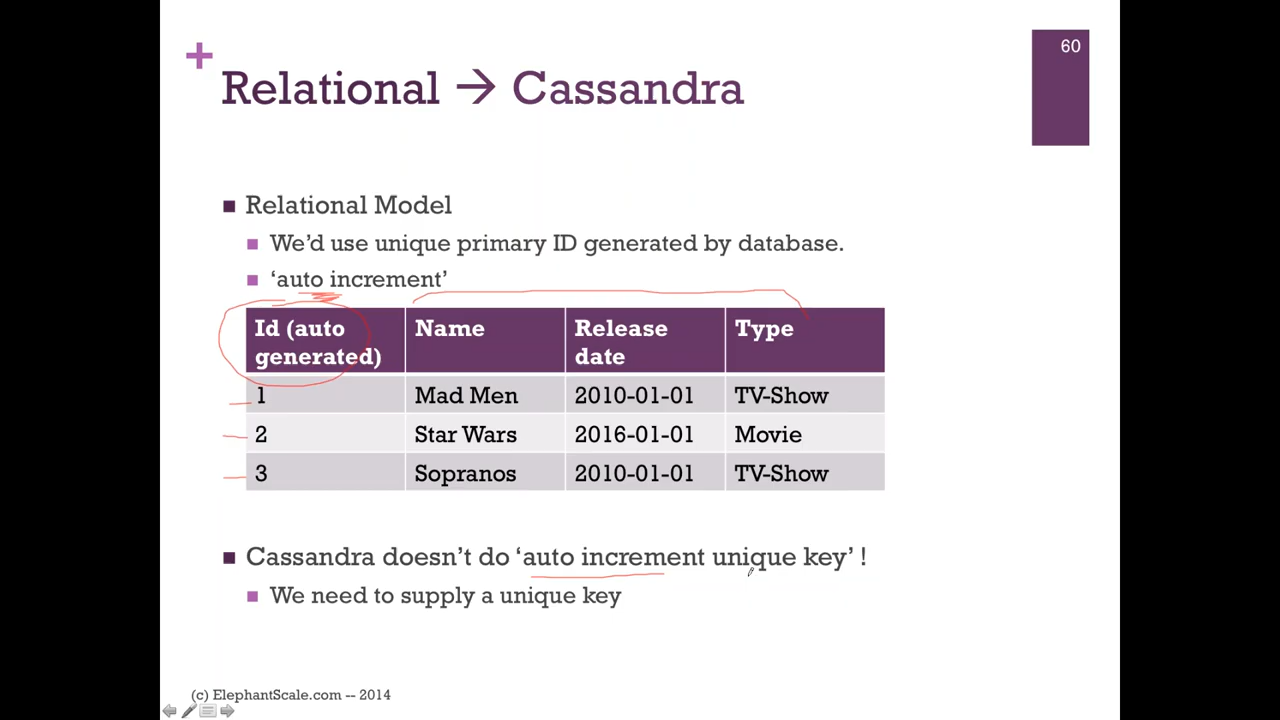 60
Relational → Cassandra
Relational Model
We'd use unique primary ID generated by database.
'auto increment'
Id (auto generated) Name Release date Type
1 Mad Men 2010-01-01 TV-Show
2 Star Wars 2016-01-01 Movie
3 Sopranos 2010-01-01 TV-Show
Cassandra doesn't do 'auto increment unique key' !
We need to supply a unique key
(c) ElephantScale.com -- 2014